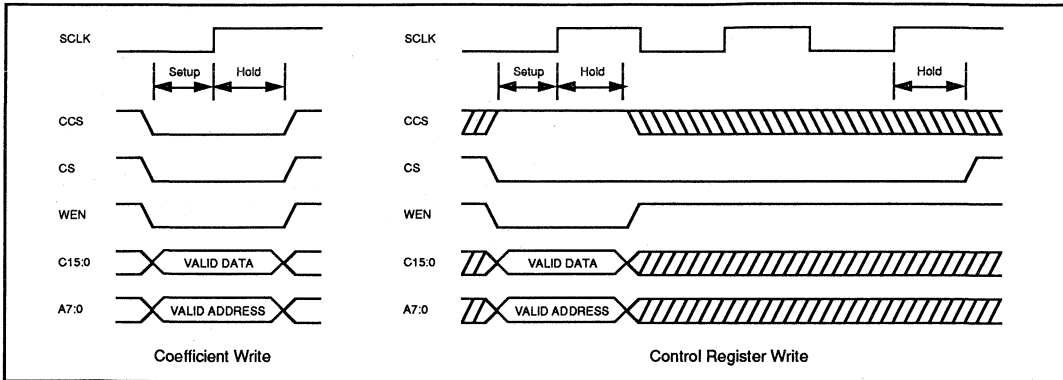 SCLK
Setup Hold
CCS
CS
WEN
C15:0 VALID DATA
A7:0 VALID ADDRESS
Coefficient Write
SCLK
Setup Hold Hold
CCS
CS
WEN
C15:0 VALID DATA
A7:0 VALID ADDRESS
Control Register Write